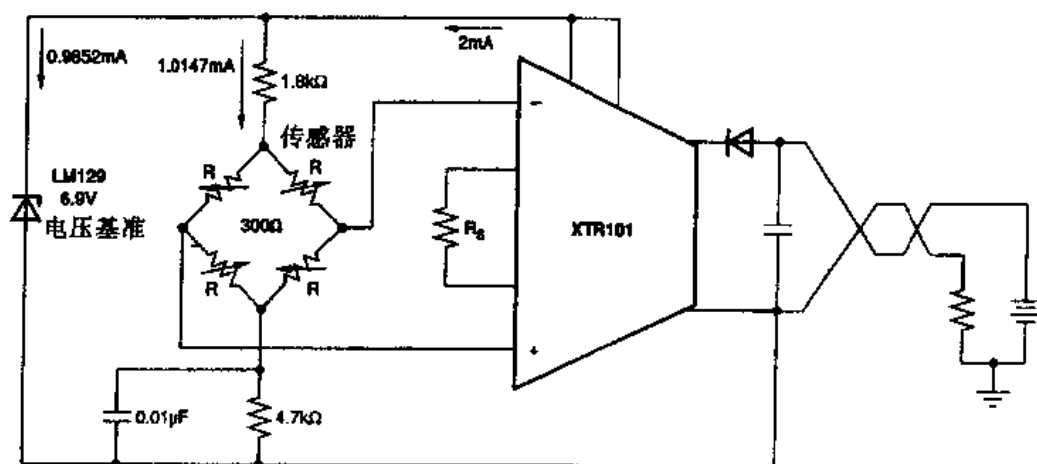 2mA
0.9852mA
1.0147mA
1.8kΩ
传感器
R
R
LM129
6.9V
电压基准
300Ω
R
R
−
RS
XTR101
+
0.01μF
4.7kΩ